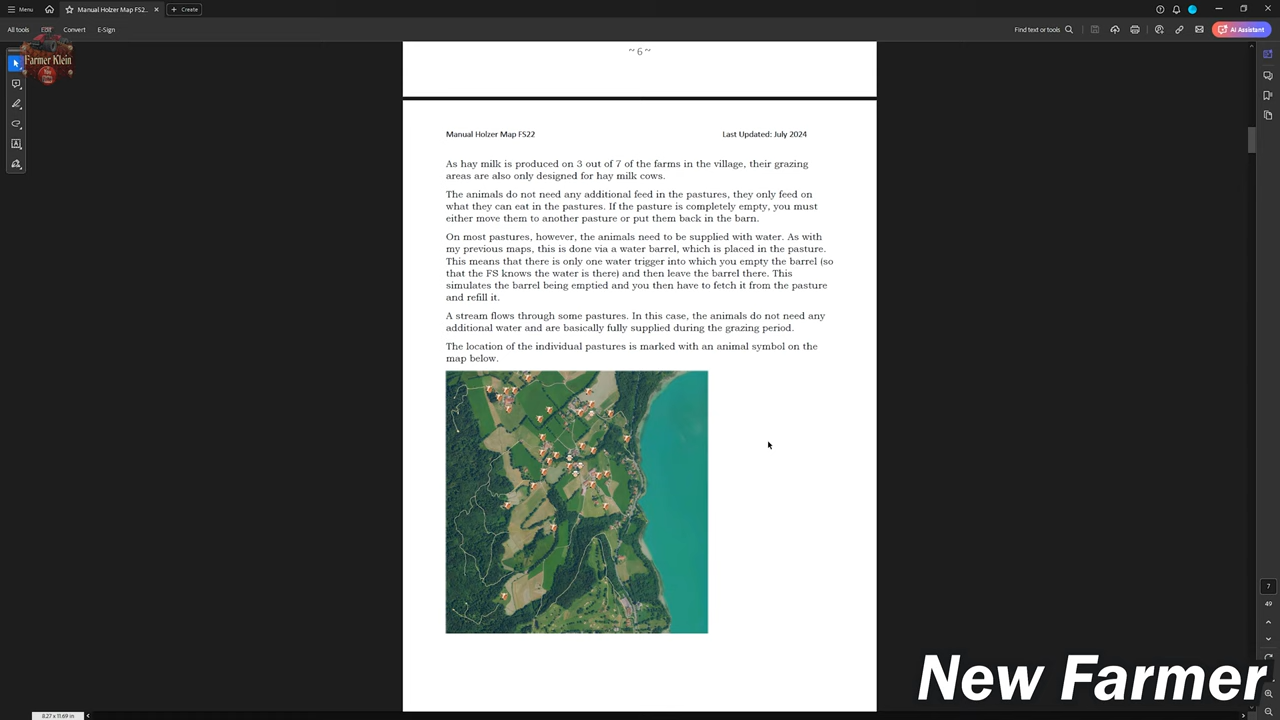 Menu
Manual Holzer Map FS2...
Create
All tools
Edit
Convert
E-Sign
Find text or tools
AI Assistant
Farmer Klein
~ 6 ~
Manual Holzer Map FS22
Last Updated: July 2024
As hay milk is produced on 3 out of 7 of the farms in the village, their grazing
areas are also only designed for hay milk cows.
The animals do not need any additional feed in the pastures, they only feed on
what they can eat in the pastures. If the pasture is completely empty, you must
either move them to another pasture or put them back in the barn.
On most pastures, however, the animals need to be supplied with water. As with
my previous maps, this is done via a water barrel, which is placed in the pasture.
This means that there is only one water trigger into which you empty the barrel (so
that the FS knows the water is there) and then leave the barrel there. This
simulates the barrel being emptied and you then have to fetch it from the pasture
and refill it.
A stream flows through some pastures. In this case, the animals do not need any
additional water and are basically fully supplied during the grazing period.
The location of the individual pastures is marked with an animal symbol on the
map below.
7
49
New Farmer
8.27 x 11.69 in